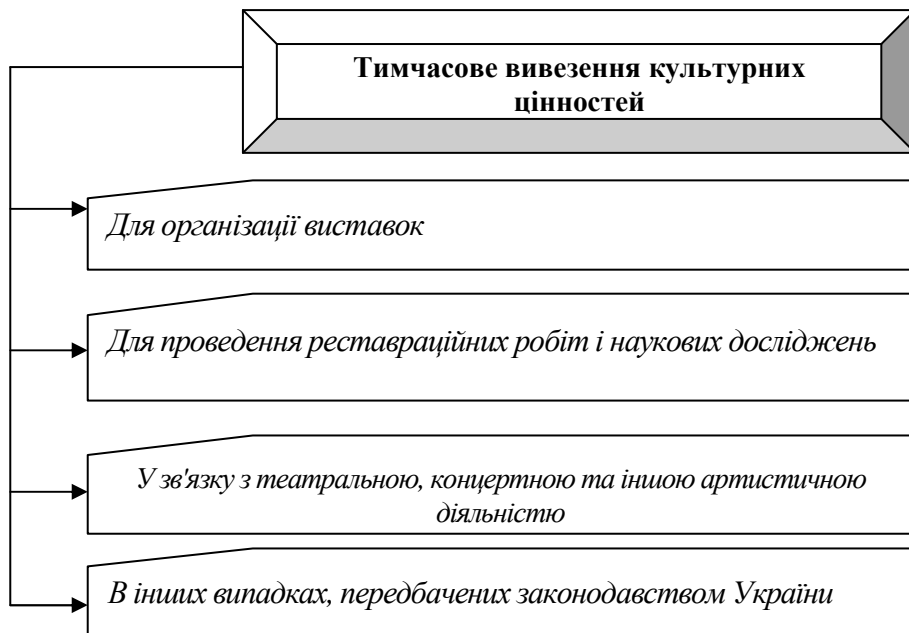 Тимчасове вивезення культурних
цінностей
Для організації виставок
Для проведення реставраційних робіт і наукових досліджень
У зв'язку з театральною, концертною та іншою артистичною
діяльністю
В інших випадках, передбачених законодавством України